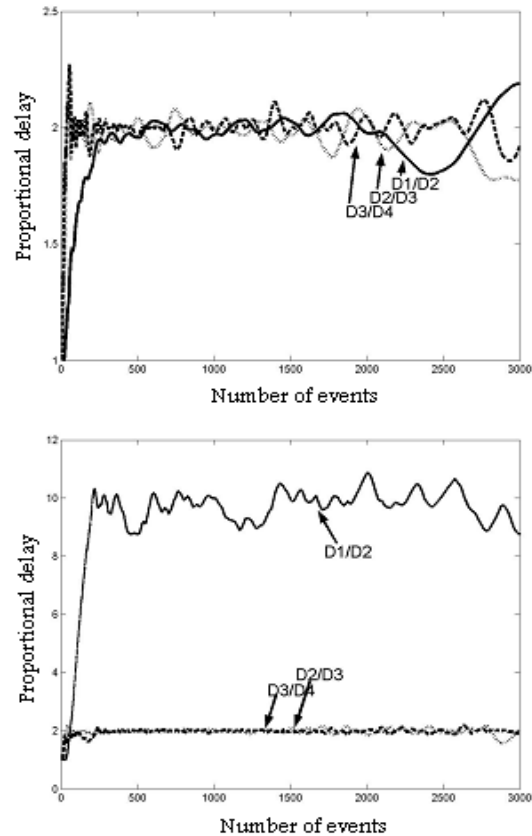 2.5
Proportional delay
2
D1/D2
D2/D3
D3/D4
1.5
1
0 500 1000 1500 2000 2500 3000
Number of events
12
Proportional delay
10
D1/D2
8
6
4
D2/D3
D3/D4
2
0
0 500 1000 1500 2000 2500 3000
Number of events